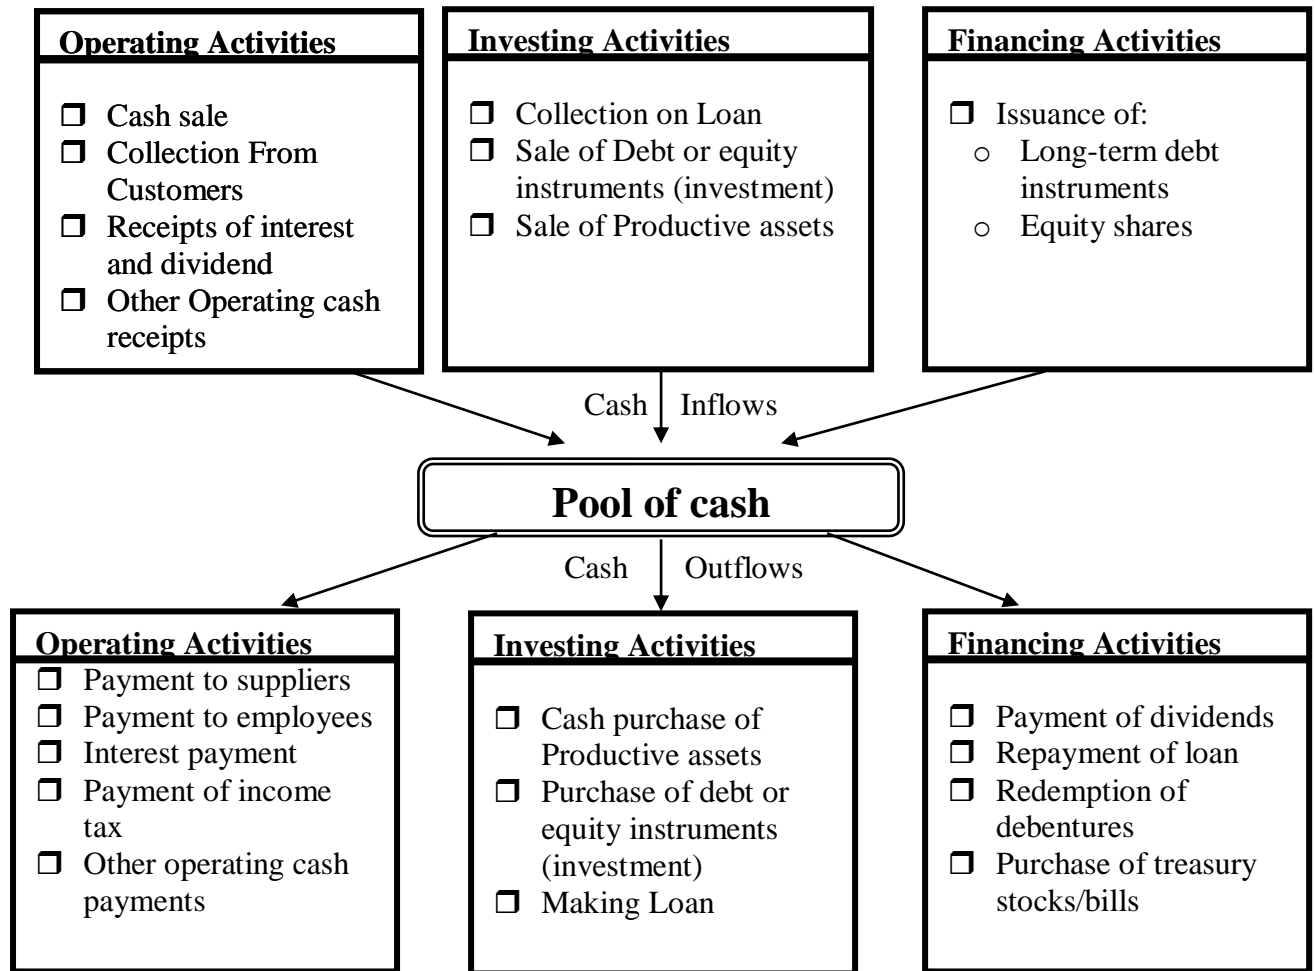 Operating Activities
❒ Cash sale
❒ Collection From
Customers
❒ Receipts of interest
and dividend
❒ Other Operating cash
receipts
Investing Activities
❒ Collection on Loan
❒ Sale of Debt or equity
instruments (investment)
❒ Sale of Productive assets
Financing Activities
❒ Issuance of:
o Long-term debt
instruments
o Equity shares
Cash Inflows
Pool of cash
Cash Outflows
Operating Activities
❒ Payment to suppliers
❒ Payment to employees
❒ Interest payment
❒ Payment of income
tax
❒ Other operating cash
payments
Investing Activities
❒ Cash purchase of
Productive assets
❒ Purchase of debt or
equity instruments
(investment)
❒ Making Loan
Financing Activities
❒ Payment of dividends
❒ Repayment of loan
❒ Redemption of
debentures
❒ Purchase of treasury
stocks/bills